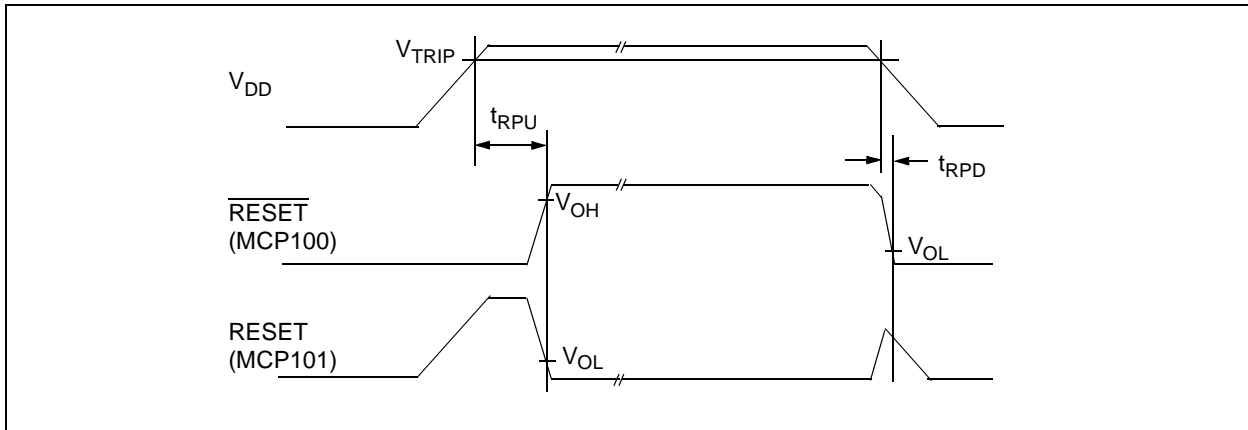 VTRIP
VDD
tRPU
tRPD
RESET
(MCP100)
VOH
VOL
RESET
(MCP101)
VOL